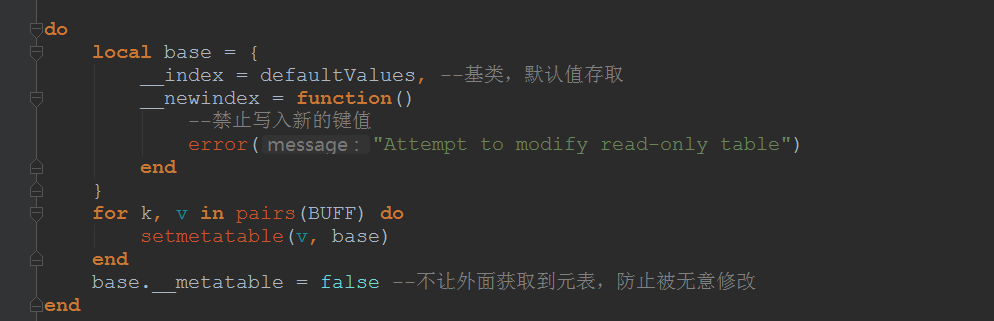 do
    local base = {
        __index = defaultValues, --基类，默认值存取
        __newindex = function()
            --禁止写入新的键值
            error( message: "Attempt to modify read-only table")
        end
    }
    for k, v in pairs(BUFF) do
        setmetatable(v, base)
    end
    base.__metatable = false --不让外面获取到元表，防止被无意修改
end